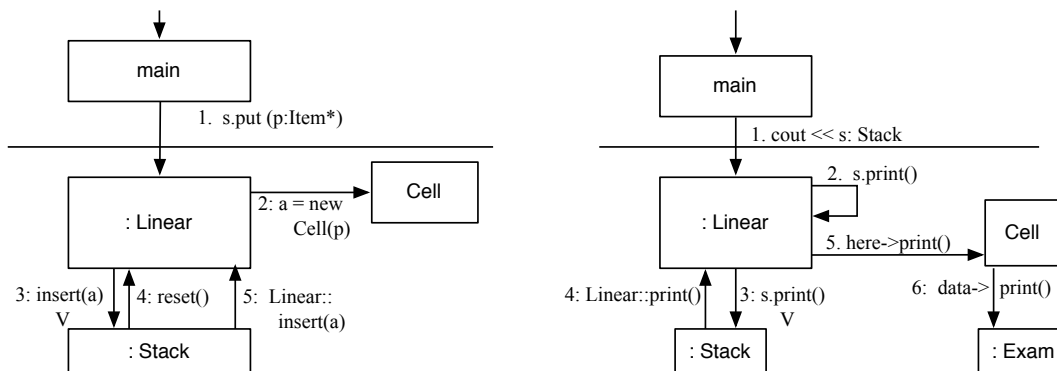 main
1. s.put (p:Item*)
: Linear
2: a = new
Cell(p)
Cell
3: insert(a)
V
4: reset()
5: Linear::
insert(a)
: Stack
main
1. cout << s: Stack
: Linear
2. s.print()
5. here->print()
Cell
4: Linear::print()
3: s.print()
V
6: data-> print()
: Stack
: Exam